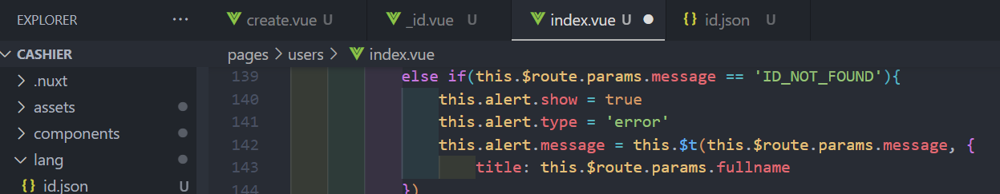 EXPLORER ··· create.vue U _id.vue U index.vue U id.json U
CASHIER pages > users > index.vue
.nuxt
assets
components
lang
{} id.json U
139 else if(this.$route.params.message == 'ID_NOT_FOUND'){
140 this.alert.show = true
141 this.alert.type = 'error'
142 this.alert.message = this.$t(this.$route.params.message, {
143 title: this.$route.params.fullname
144 })